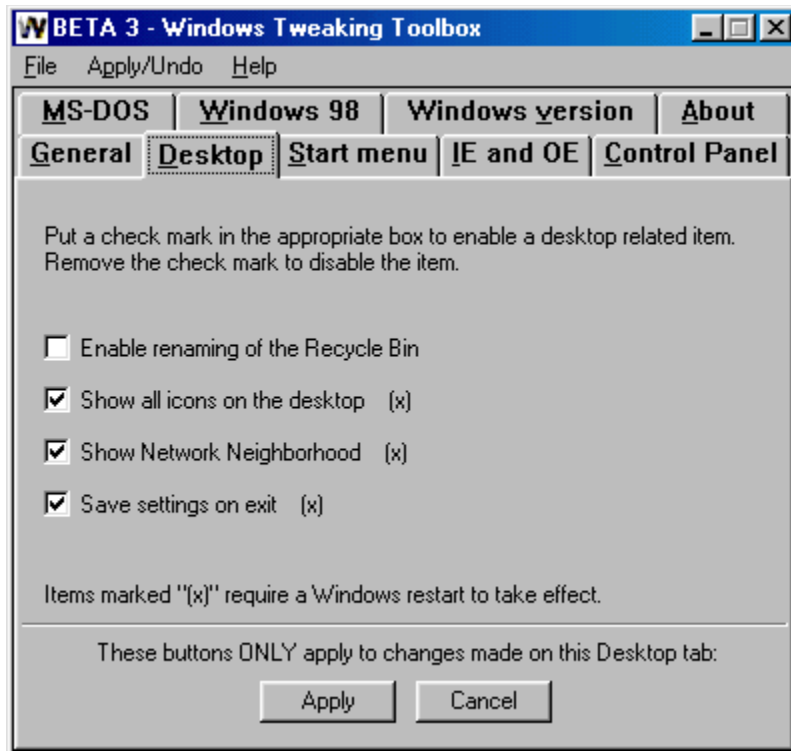 BETA 3 - Windows Tweaking Toolbox
File Apply/Undo Help
MS-DOS Windows 98 Windows version About
General Desktop Start menu IE and OE Control Panel
Put a check mark in the appropriate box to enable a desktop related item.
Remove the check mark to disable the item.
Enable renaming of the Recycle Bin
Show all icons on the desktop (x)
Show Network Neighborhood (x)
Save settings on exit (x)
Items marked "(x)" require a Windows restart to take effect.
These buttons ONLY apply to changes made on this Desktop tab:
Apply Cancel